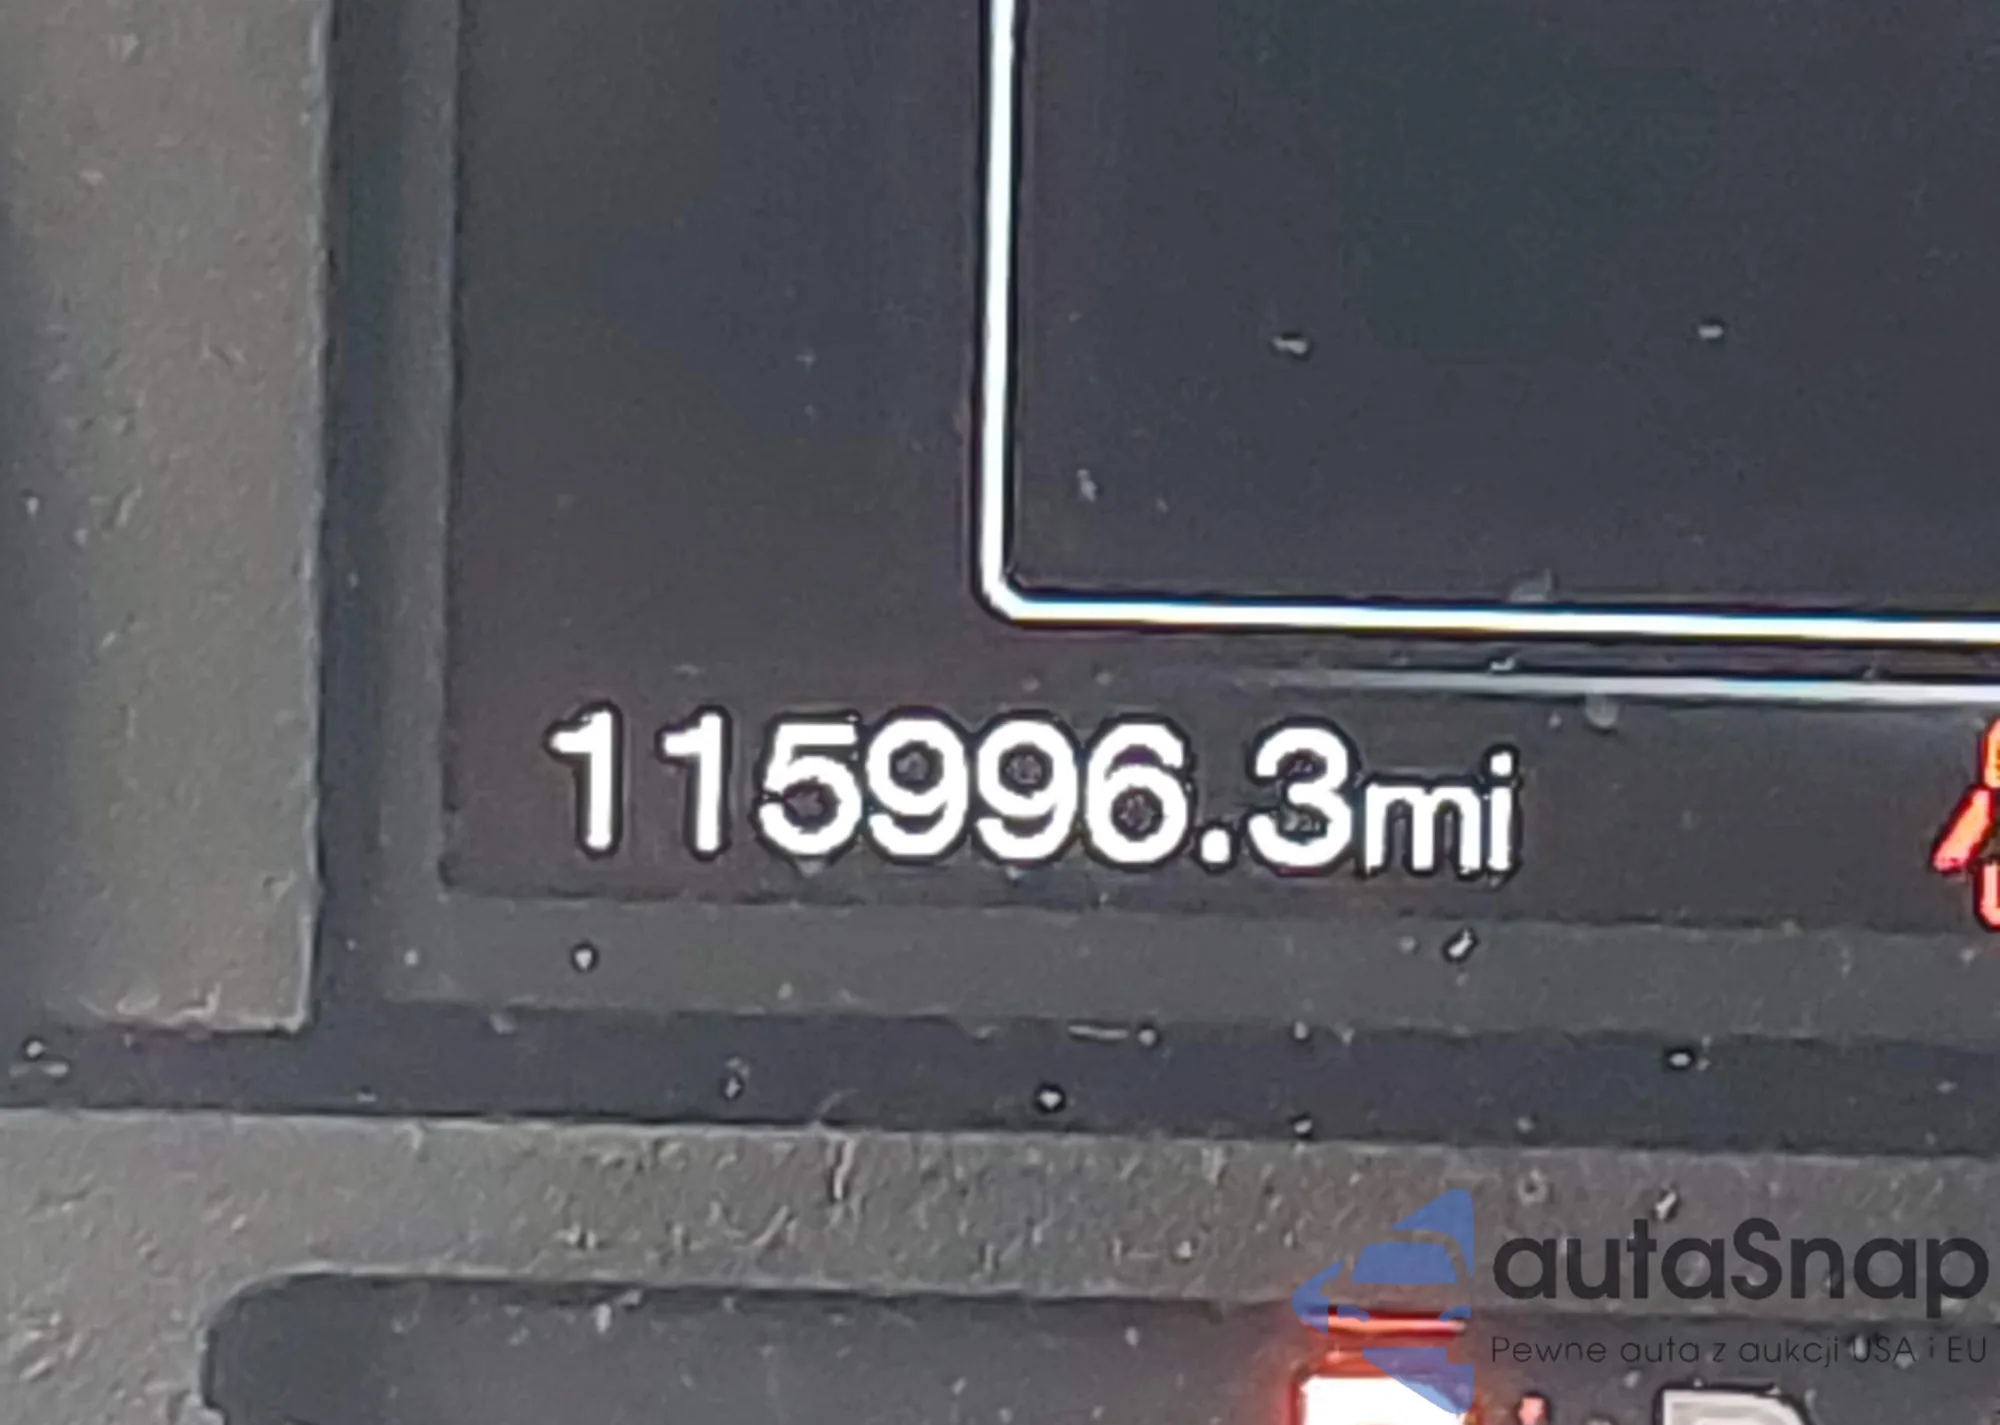 115996.3mi
autaSnap
Pewne auta z aukcji USA i EU